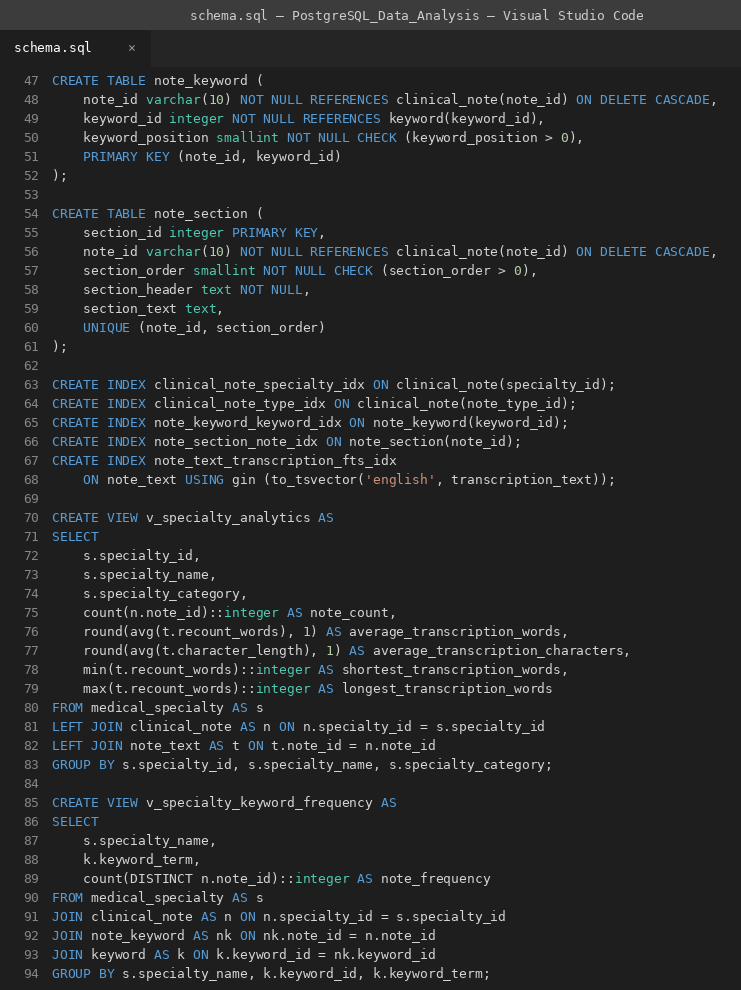 schema.sql — PostgreSQL_Data_Analysis — Visual Studio Code
schema.sql ×
47 CREATE TABLE note_keyword (
48     note_id varchar(10) NOT NULL REFERENCES clinical_note(note_id) ON DELETE CASCADE,
49     keyword_id integer NOT NULL REFERENCES keyword(keyword_id),
50     keyword_position smallint NOT NULL CHECK (keyword_position > 0),
51     PRIMARY KEY (note_id, keyword_id)
52 );
53
54 CREATE TABLE note_section (
55     section_id integer PRIMARY KEY,
56     note_id varchar(10) NOT NULL REFERENCES clinical_note(note_id) ON DELETE CASCADE,
57     section_order smallint NOT NULL CHECK (section_order > 0),
58     section_header text NOT NULL,
59     section_text text,
60     UNIQUE (note_id, section_order)
61 );
62
63 CREATE INDEX clinical_note_specialty_idx ON clinical_note(specialty_id);
64 CREATE INDEX clinical_note_type_idx ON clinical_note(note_type_id);
65 CREATE INDEX note_keyword_keyword_idx ON note_keyword(keyword_id);
66 CREATE INDEX note_section_note_idx ON note_section(note_id);
67 CREATE INDEX note_text_transcription_fts_idx
68     ON note_text USING gin (to_tsvector('english', transcription_text));
69
70 CREATE VIEW v_specialty_analytics AS
71 SELECT
72     s.specialty_id,
73     s.specialty_name,
74     s.specialty_category,
75     count(n.note_id)::integer AS note_count,
76     round(avg(t.recount_words), 1) AS average_transcription_words,
77     round(avg(t.character_length), 1) AS average_transcription_characters,
78     min(t.recount_words)::integer AS shortest_transcription_words,
79     max(t.recount_words)::integer AS longest_transcription_words
80 FROM medical_specialty AS s
81 LEFT JOIN clinical_note AS n ON n.specialty_id = s.specialty_id
82 LEFT JOIN note_text AS t ON t.note_id = n.note_id
83 GROUP BY s.specialty_id, s.specialty_name, s.specialty_category;
84
85 CREATE VIEW v_specialty_keyword_frequency AS
86 SELECT
87     s.specialty_name,
88     k.keyword_term,
89     count(DISTINCT n.note_id)::integer AS note_frequency
90 FROM medical_specialty AS s
91 JOIN clinical_note AS n ON n.specialty_id = s.specialty_id
92 JOIN note_keyword AS nk ON nk.note_id = n.note_id
93 JOIN keyword AS k ON k.keyword_id = nk.keyword_id
94 GROUP BY s.specialty_name, k.keyword_id, k.keyword_term;